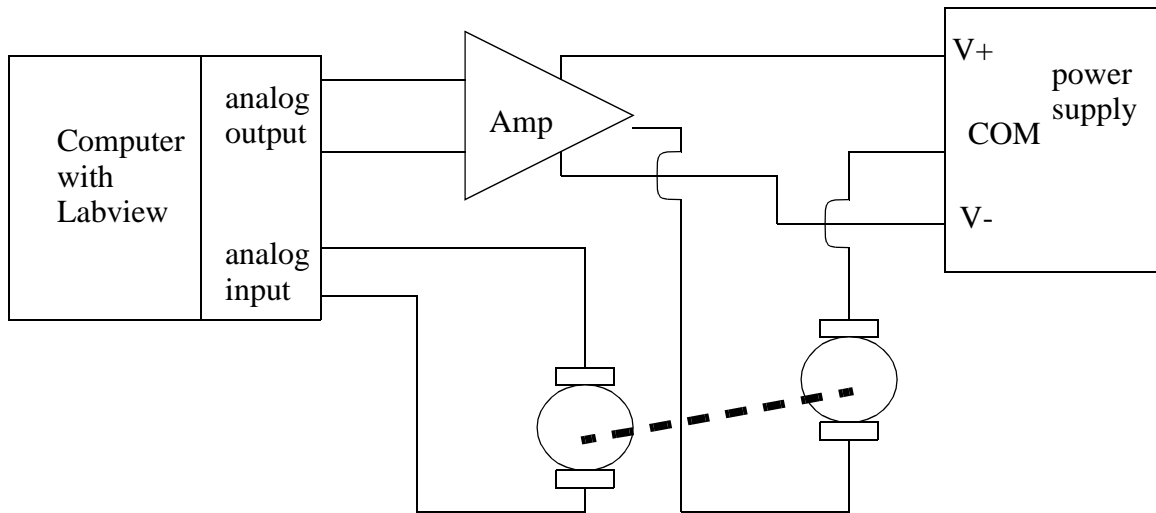 Computer
with
Labview
analog
output
analog
input
Amp
V+
power
supply
COM
V-